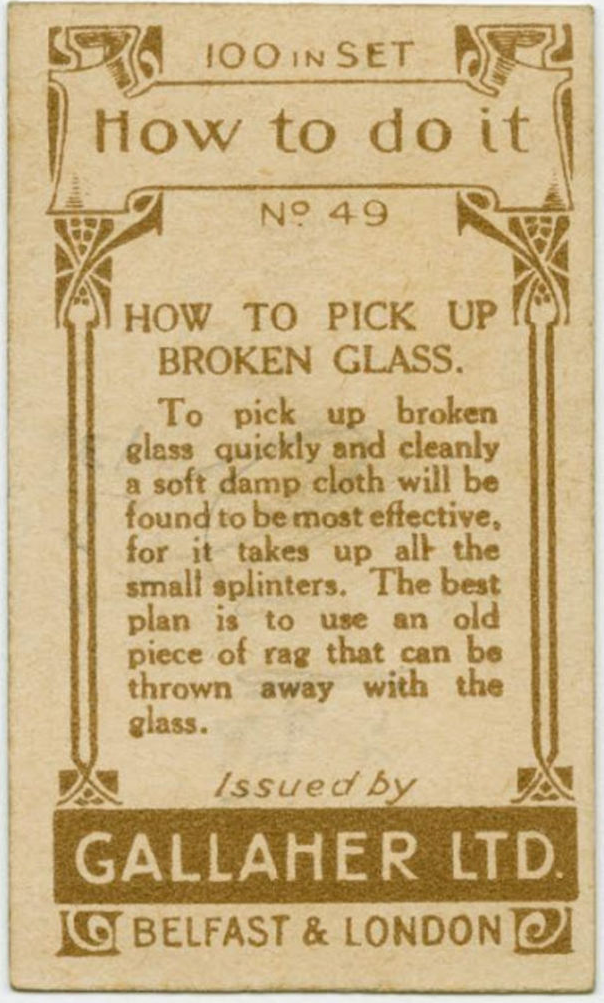 100 IN SET
How to do it
Nº 49
HOW TO PICK UP
BROKEN GLASS.
To pick up broken
glass quickly and cleanly
a soft damp cloth will be
found to be most effective,
for it takes up all the
small splinters. The best
plan is to use an old
piece of rag that can be
thrown away with the
glass.
Issued by
GALLAHER LTD.
BELFAST & LONDON